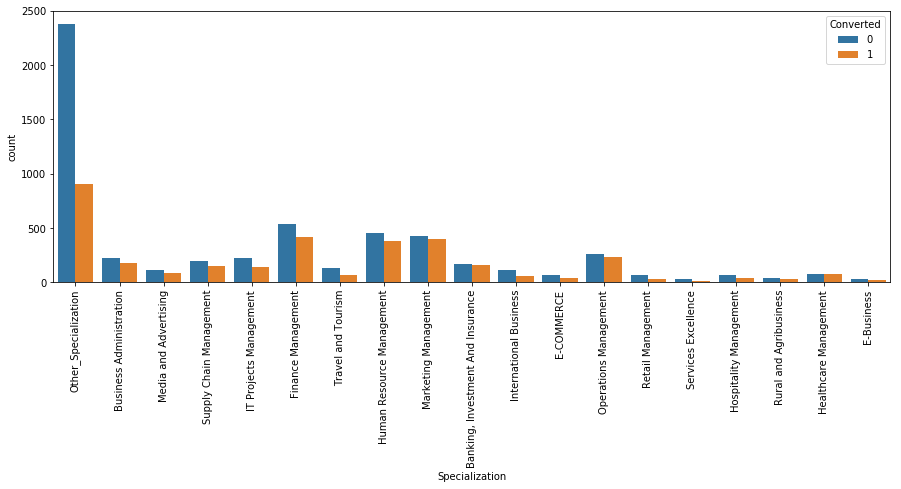 2500
2000
1500
1000
500
0
count
Converted
0
1
Other_Specialization
Business Administration
Media and Advertising
Supply Chain Management
IT Projects Management
Finance Management
Travel and Tourism
Human Resource Management
Marketing Management
Banking, Investment And Insurance
International Business
E-COMMERCE
Operations Management
Retail Management
Services Excellence
Hospitality Management
Rural and Agribusiness
Healthcare Management
E-Business
Specialization